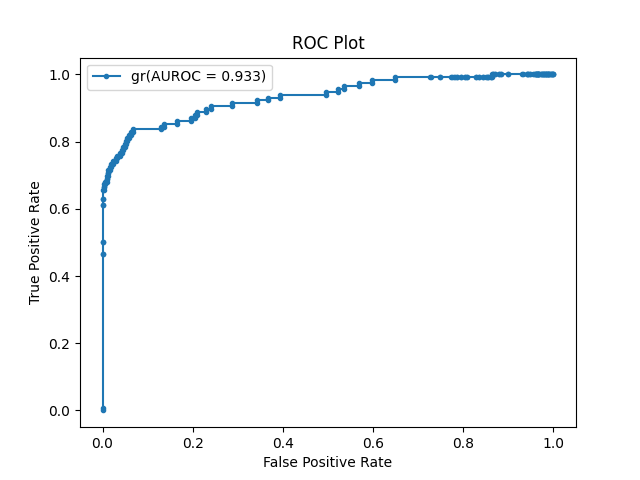 ROC Plot
gr(AUROC = 0.933)
True Positive Rate
1.0
0.8
0.6
0.4
0.2
0.0
0.0 0.2 0.4 0.6 0.8 1.0
False Positive Rate